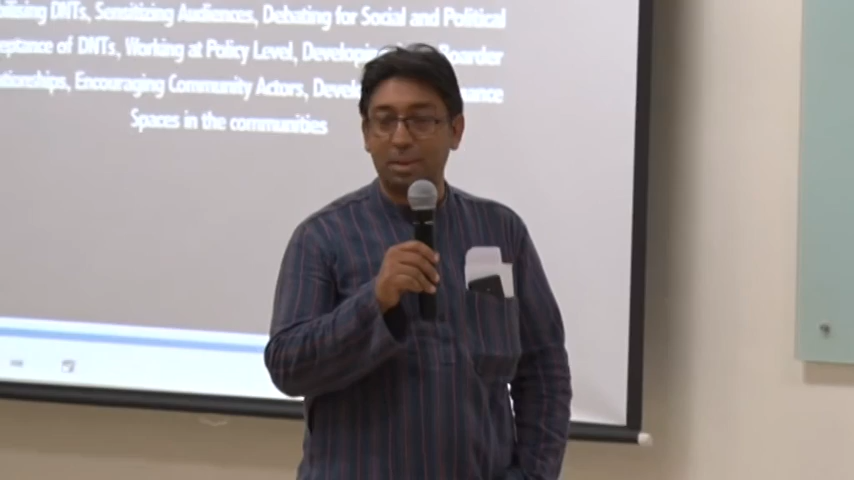 DNTs, Sensitizing Audiences, Debating for Social and Political
of DNTs, Working at Policy Level, Developing Boarder
Encouraging Community Actors,
Spaces in the communities